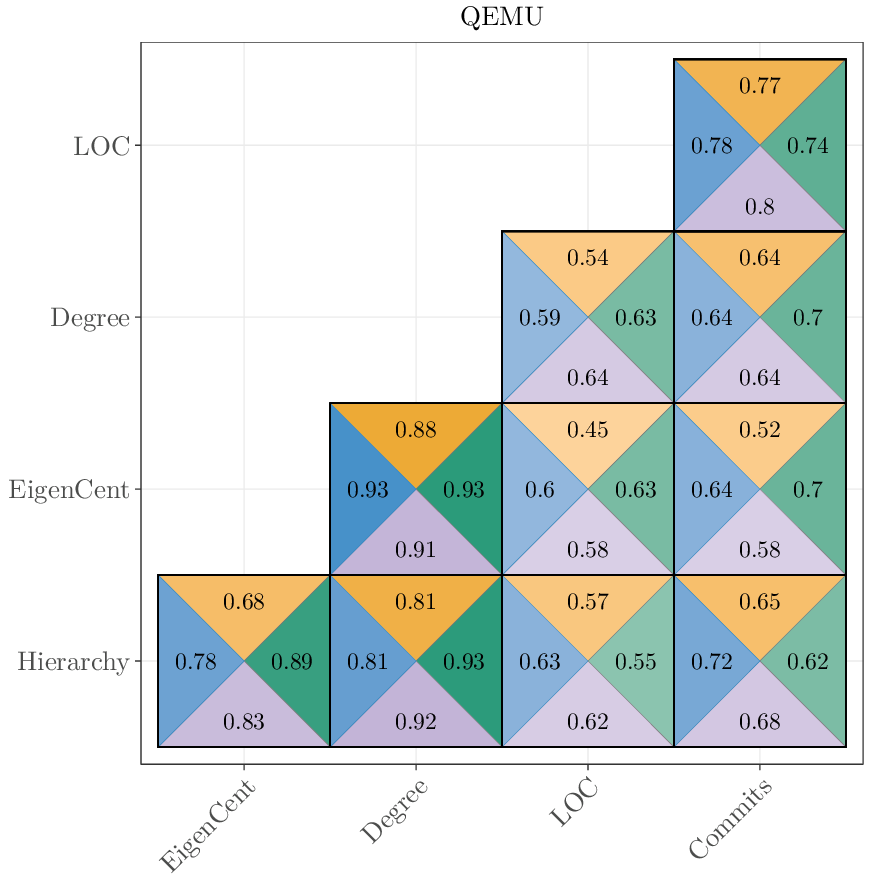 QEMU
LOC
0.77
0.78 0.74
0.8
Degree
0.54 0.64
0.59 0.63 0.64 0.7
0.64 0.64
EigenCent
0.88 0.45 0.52
0.93 0.93 0.6 0.63 0.64 0.7
0.91 0.58 0.58
Hierarchy
0.68 0.81 0.57 0.65
0.78 0.89 0.81 0.93 0.63 0.55 0.72 0.62
0.83 0.92 0.62 0.68
EigenCent
Degree
LOC
Commits